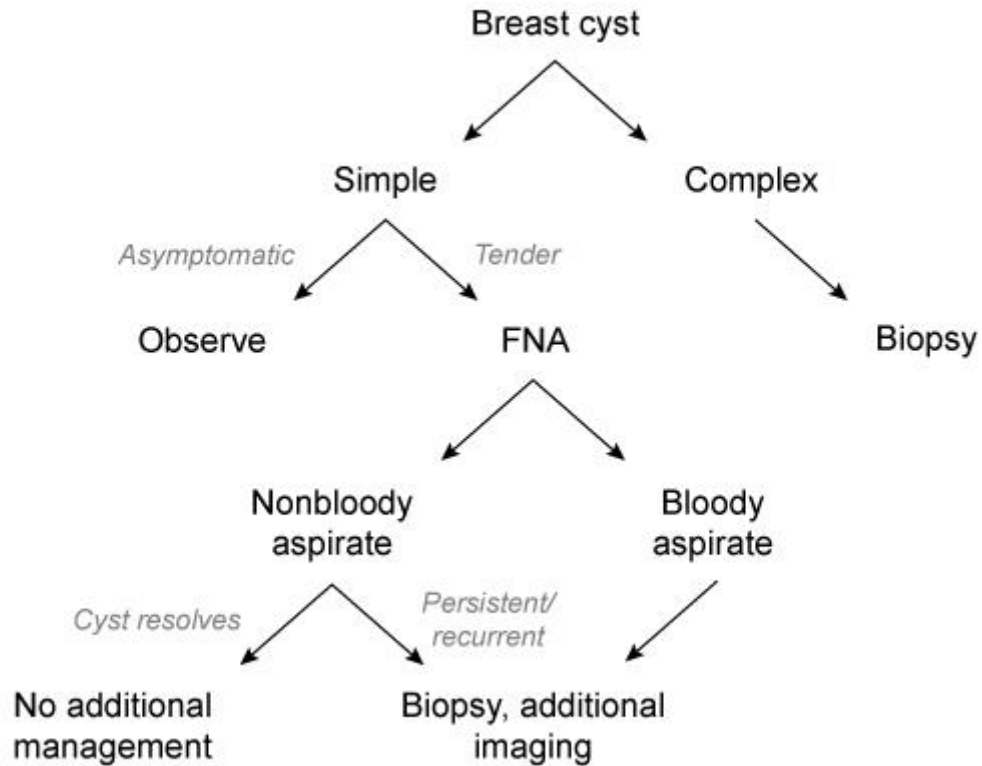 Breast cyst
Simple
Complex
Asymptomatic
Tender
Observe
FNA
Biopsy
Nonbloody
aspirate
Bloody
aspirate
Cyst resolves
Persistent/
recurrent
No additional
management
Biopsy, additional
imaging